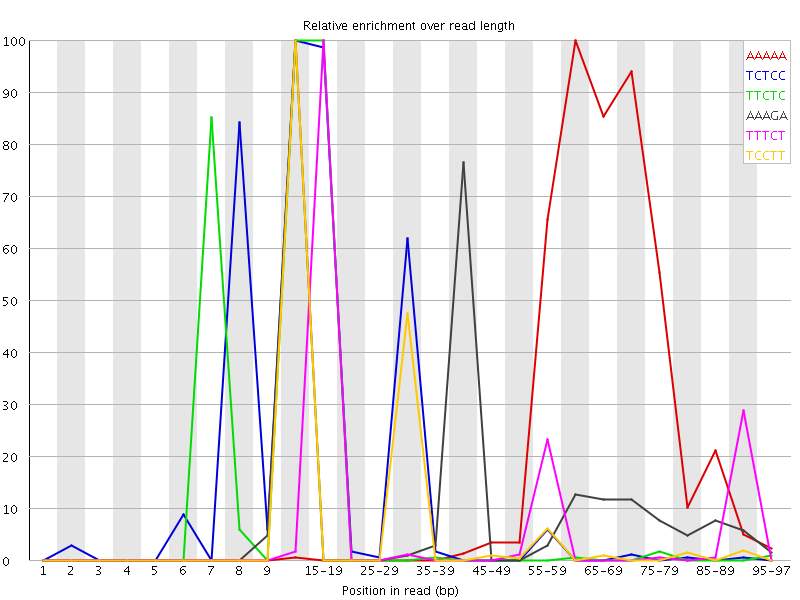 Relative enrichment over read length
100
90
80
70
60
50
40
30
20
10
0
AAAAA
TCTCC
TTCTC
AAAGA
TTTCT
TCCTT
1 2 3 4 5 6 7 8 9 15-19 25-29 35-39 45-49 55-59 65-69 75-79 85-89 95-97
Position in read (bp)